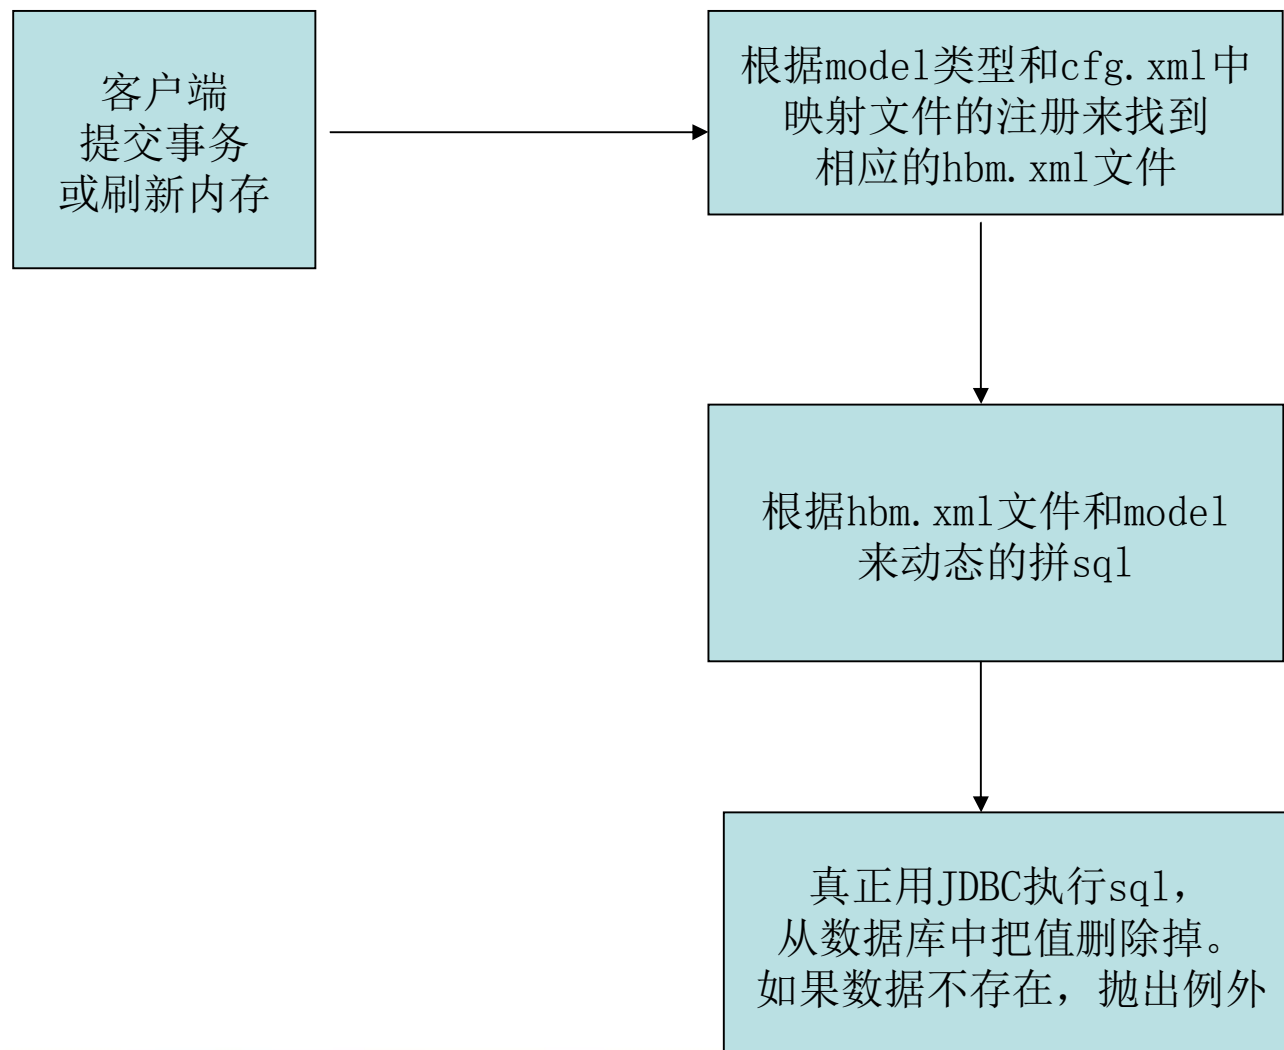 客户端
提交事务
或刷新内存
根据model类型和cfg.xml中
映射文件的注册来找到
相应的hbm.xml文件
根据hbm.xml文件和model
来动态的拼sql
真正用JDBC执行sql，
从数据库中把值删除掉。
如果数据不存在，抛出例外